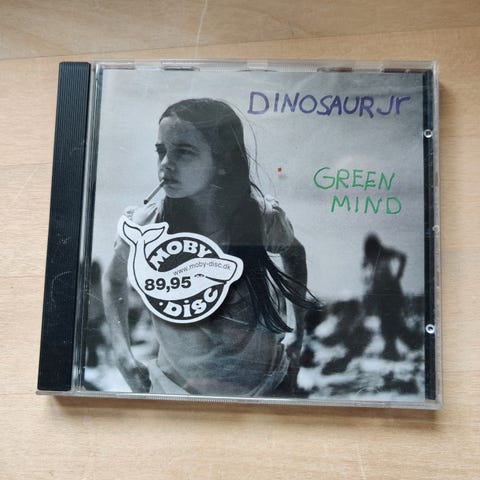 DINOSAUR Jr
GREEN
MIND
MOBY
www.moby-disc.dk
89,95
DISC